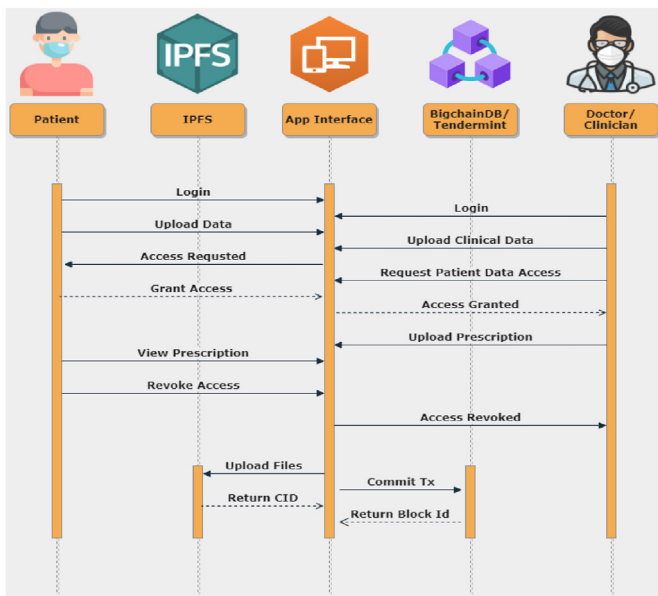 IPFS
Patient
IPFS
App Interface
BigchainDB/
Tendermint
Doctor/
Clinician
Login
Login
Upload Data
Upload Clinical Data
Access Requsted
Request Patient Data Access
Grant Access
Access Granted
Upload Prescription
View Prescription
Revoke Access
Access Revoked
Upload Files
Commit Tx
Return CID
Return Block Id